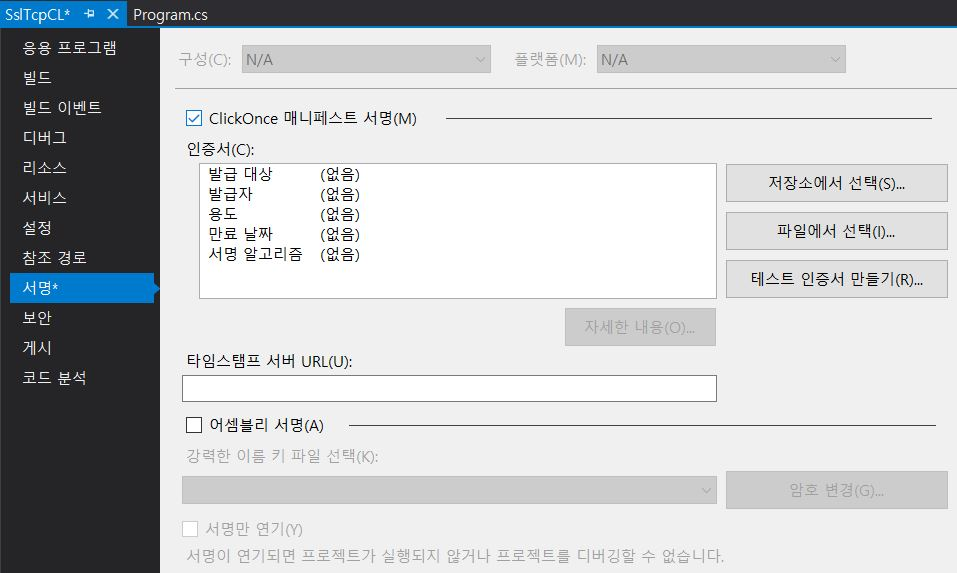 SslTcpCL* Program.cs
응용 프로그램
빌드
빌드 이벤트
디버그
리소스
서비스
설정
참조 경로
서명*
보안
게시
코드 분석
구성(C): N/A 플랫폼(M): N/A
ClickOnce 매니페스트 서명(M)
인증서(C):
발급 대상 (없음)
발급자 (없음)
용도 (없음)
만료 날짜 (없음)
서명 알고리즘 (없음)
저장소에서 선택(S)...
파일에서 선택(I)...
테스트 인증서 만들기(R)...
자세한 내용(O)...
타임스탬프 서버 URL(U):
어셈블리 서명(A)
강력한 이름 키 파일 선택(K):
암호 변경(G)...
서명만 연기(Y)
서명이 연기되면 프로젝트가 실행되지 않거나 프로젝트를 디버깅할 수 없습니다.